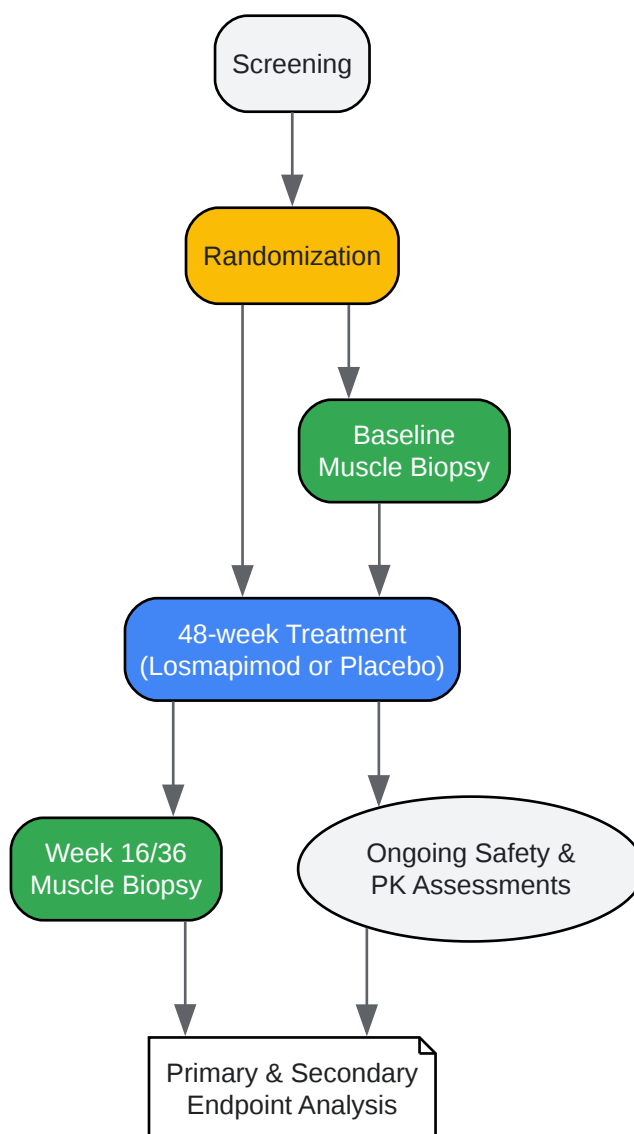 Screening
Randomization
Baseline
Muscle Biopsy
48-week Treatment
(Losmapimod or Placebo)
Week 16/36
Muscle Biopsy
Ongoing Safety &
PK Assessments
Primary & Secondary
Endpoint Analysis